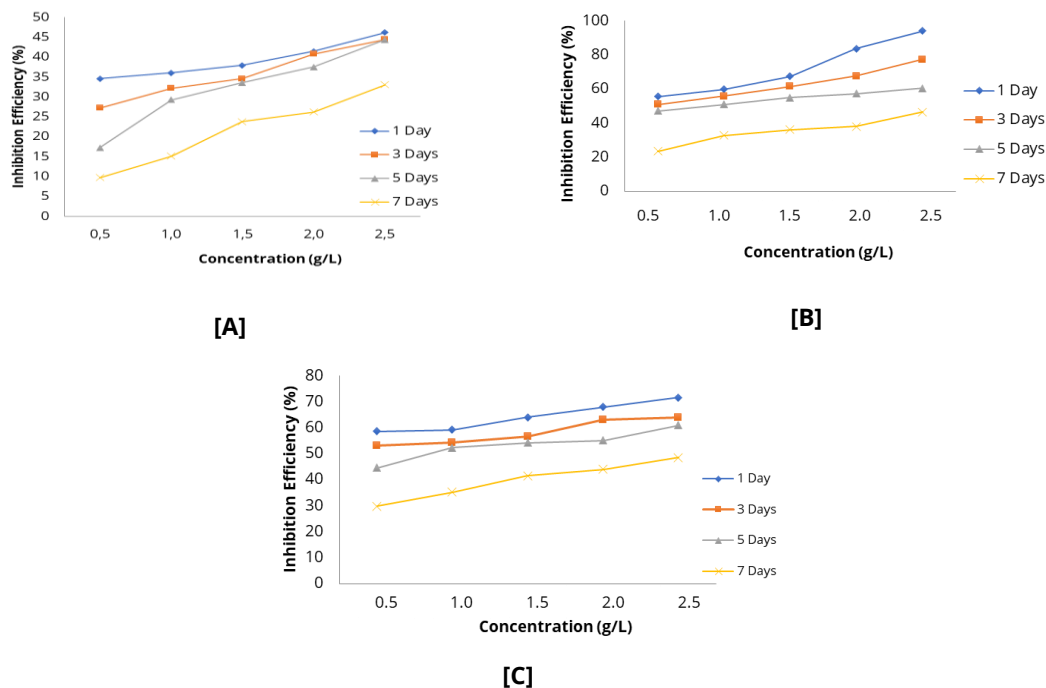 50
45
40
35
30
25
20
15
10
5
0
Inhibition Efficiency (%)
0,5 1,0 1,5 2,0 2,5
Concentration (g/L)
1 Day
3 Days
5 Days
7 Days
[A]
100
80
60
40
20
0
Inhibition Efficiency (%)
0.5 1.0 1.5 2.0 2.5
Concentration (g/L)
1 Day
3 Days
5 Days
7 Days
[B]
80
70
60
50
40
30
20
10
0
Inhibition Efficiency (%)
0.5 1.0 1.5 2.0 2.5
Concentration (g/L)
1 Day
3 Days
5 Days
7 Days
[C]